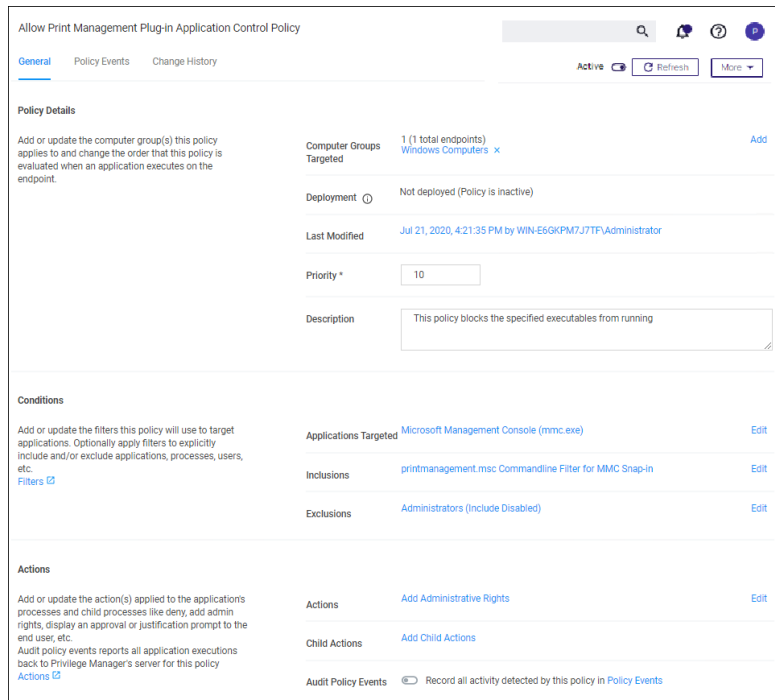 Allow Print Management Plug-in Application Control Policy
P
General Policy Events Change History
Active Refresh More
Policy Details
Add or update the computer group(s) this policy
applies to and change the order that this policy is
evaluated when an application executes on the
endpoint.
Computer Groups
Targeted
1 (1 total endpoints)
Windows Computers ×
Add
Deployment
Not deployed (Policy is inactive)
Last Modified
Jul 21, 2020, 4:21:35 PM by WIN-E6GKPM7J7TF\Administrator
Priority *
10
Description
This policy blocks the specified executables from running
Conditions
Add or update the filters this policy will use to target
applications. Optionally apply filters to explicitly
include and/or exclude applications, processes, users,
etc.
Filters
Applications Targeted Microsoft Management Console (mmc.exe) Edit
Inclusions printmanagement.msc Commandline Filter for MMC Snap-in Edit
Exclusions Administrators (Include Disabled) Edit
Actions
Add or update the action(s) applied to the application's
processes and child processes like deny, add admin
rights, display an approval or justification prompt to the
end user, etc.
Audit policy events reports all application executions
back to Privilege Manager's server for this policy
Actions
Actions Add Administrative Rights Edit
Child Actions Add Child Actions
Audit Policy Events Record all activity detected by this policy in Policy Events